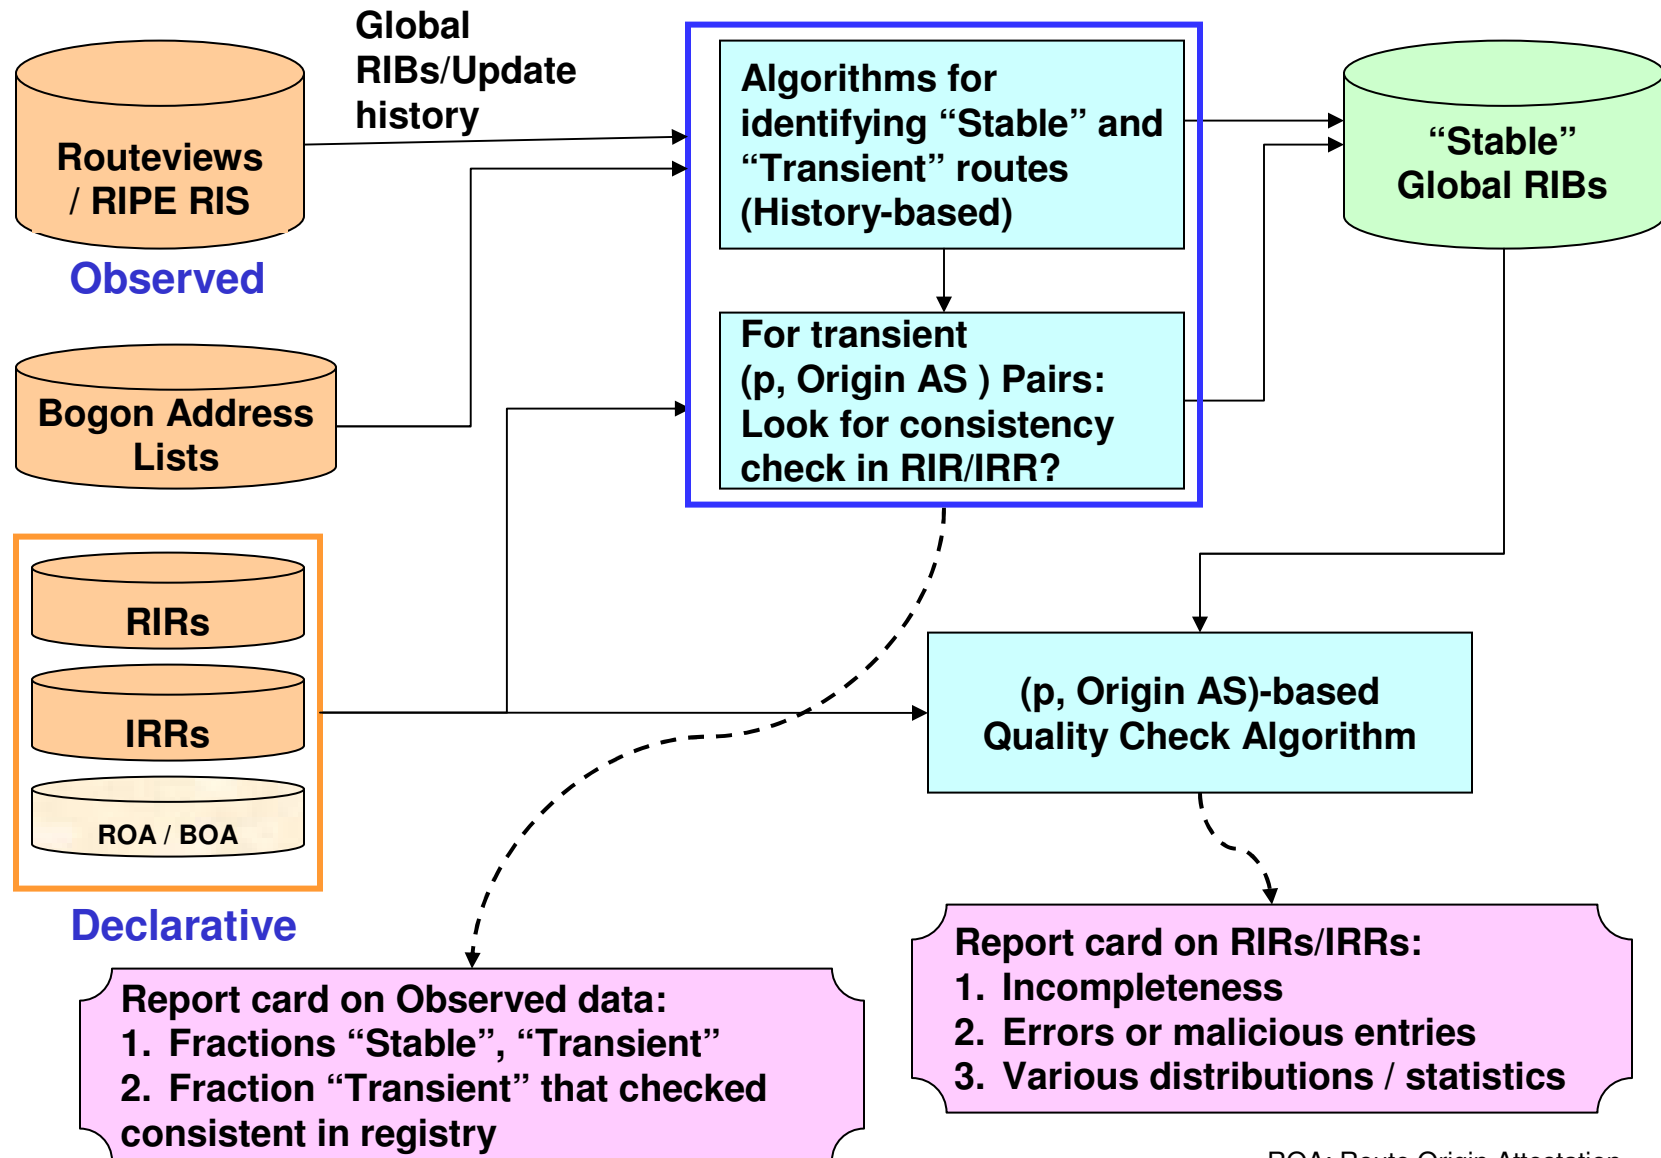 Global
RIBs/Update
history
Routeviews
/ RIPE RIS
Observed
Algorithms for
identifying “Stable” and
“Transient” routes
(History-based)
“Stable”
Global RIBs
For transient
(p, Origin AS ) Pairs:
Look for consistency
check in RIR/IRR?
Bogon Address
Lists
RIRs
IRRs
ROA / BOA
Declarative
(p, Origin AS)-based
Quality Check Algorithm
Report card on Observed data:
1. Fractions “Stable”, “Transient”
2. Fraction “Transient” that checked
consistent in registry
Report card on RIRs/IRRs:
1. Incompleteness
2. Errors or malicious entries
3. Various distributions / statistics
ROA: Route Origin Attestation